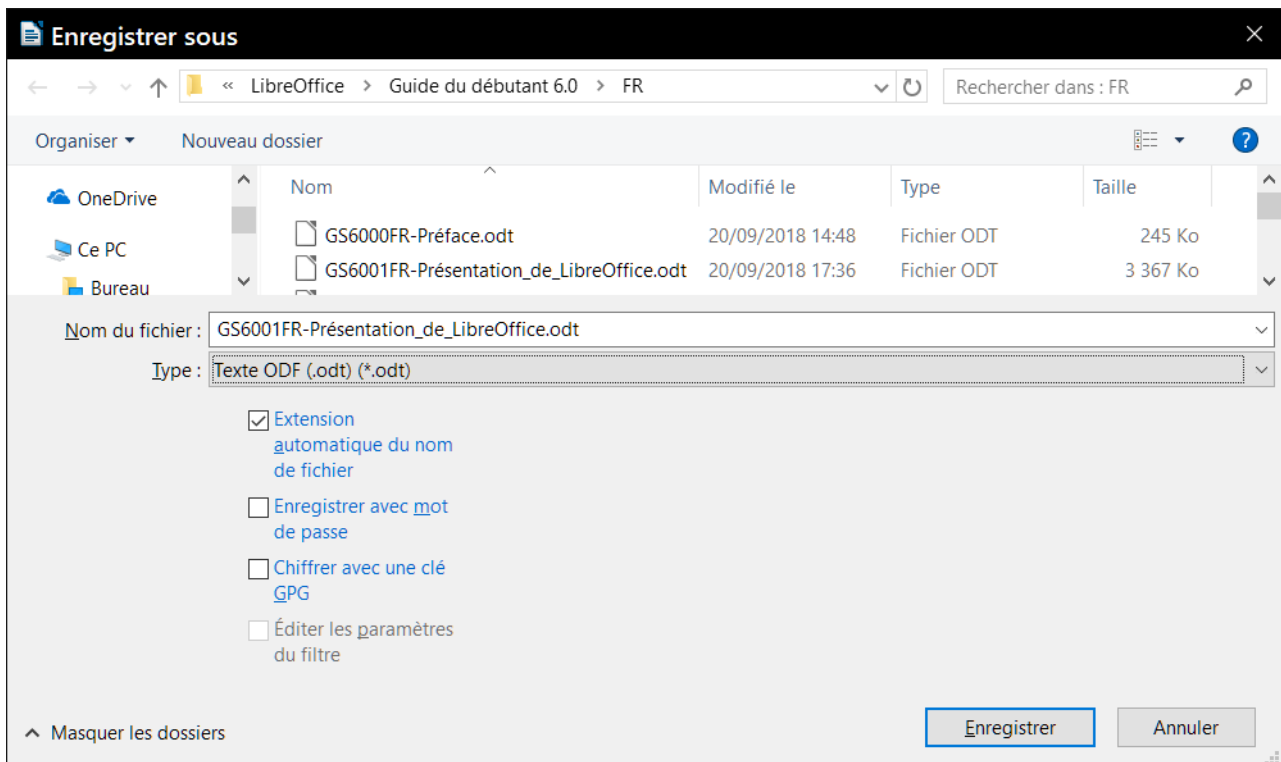 Enregistrer sous
« LibreOffice > Guide du débutant 6.0 > FR
Rechercher dans : FR
Organiser Nouveau dossier
OneDrive
Ce PC
Bureau
Nom Modifié le Type Taille
GS6000FR-Préface.odt 20/09/2018 14:48 Fichier ODT 245 Ko
GS6001FR-Présentation_de_LibreOffice.odt 20/09/2018 17:36 Fichier ODT 3 367 Ko
Nom du fichier : GS6001FR-Présentation_de_LibreOffice.odt
Type : Texte ODF (.odt) (*.odt)
Extension
automatique du nom
de fichier
Enregistrer avec mot
de passe
Chiffrer avec une clé
GPG
Éditer les paramètres
du filtre
Masquer les dossiers
Enregistrer Annuler